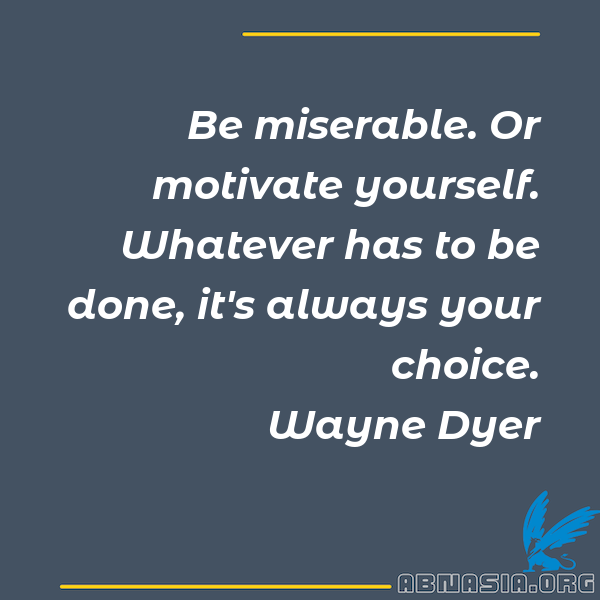 Be miserable. Or
motivate yourself.
Whatever has to be
done, it's always your
choice.
Wayne Dyer
ABNASIA.ORG